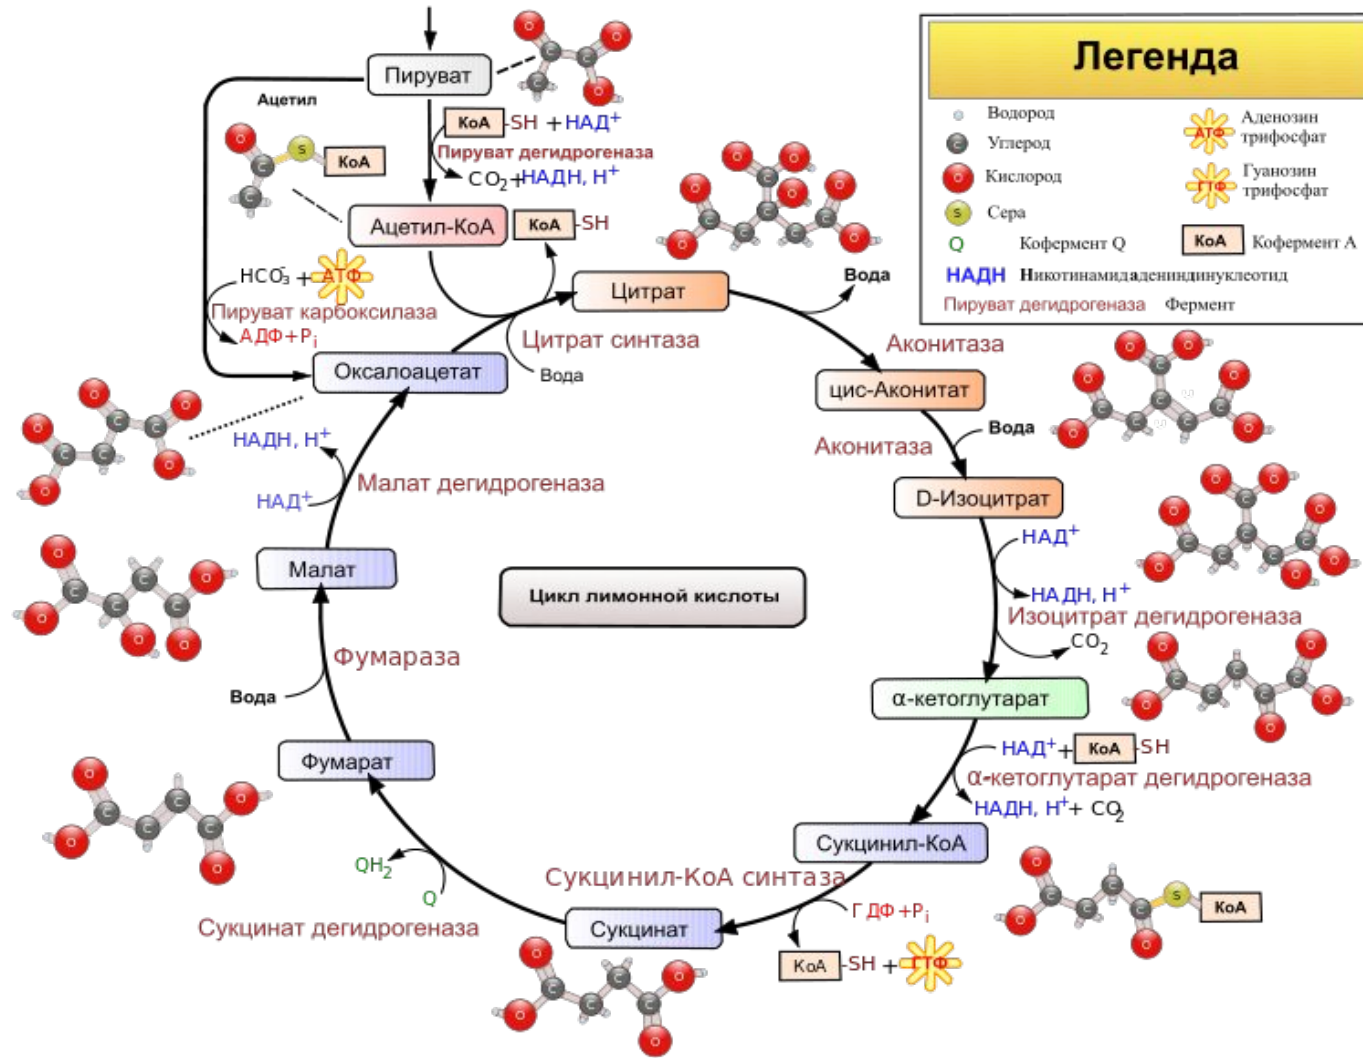 Легенда
Водород
Углерод
O Кислород
S Сера
Q Кофермент Q
НАДН Никотинамидадениндинуклеотид
Пируват дегидрогеназа Фермент
АТФ Аденозин
трифосфат
ГТФ Гуанозин
трифосфат
КоА Кофермент А
Пируват
Ацетил
S КоА
КоА -SH + НАД⁺
Пируват дегидрогеназа
CO₂+НАДН, H⁺
Ацетил-КоА
КоА -SH
HCO₃⁻ + АТФ
Пируват карбоксилаза
АДФ+Pᵢ
Цитрат
Вода
Цитрат синтаза
Вода
Оксалоацетат
Аконитаза
цис-Аконитат
Вода
Аконитаза
D-Изоцитрат
НАД⁺
НАДН, H⁺
Изоцитрат дегидрогеназа
CO₂
α-кетоглутарат
НАД⁺+ КоА -SH
α-кетоглутарат дегидрогеназа
НАДН, H⁺+ CO₂
Сукцинил-КоА
S КоА
Сукцинил-КоА синтаза
ГДФ+Pᵢ
КоА -SH + ГТФ
Сукцинат
QH₂
Q
Сукцинат дегидрогеназа
Фумарат
Вода
Фумараза
Малат
НАД⁺
НАДН, H⁺
Малат дегидрогеназа
Цикл лимонной кислоты